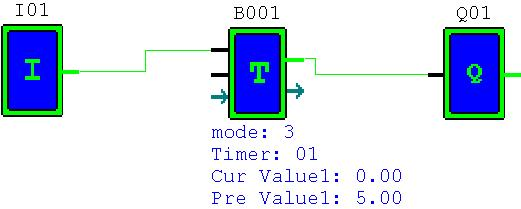 I01
B001
Q01
I
T
Q
mode: 3
Timer: 01
Cur Value1: 0.00
Pre Value1: 5.00